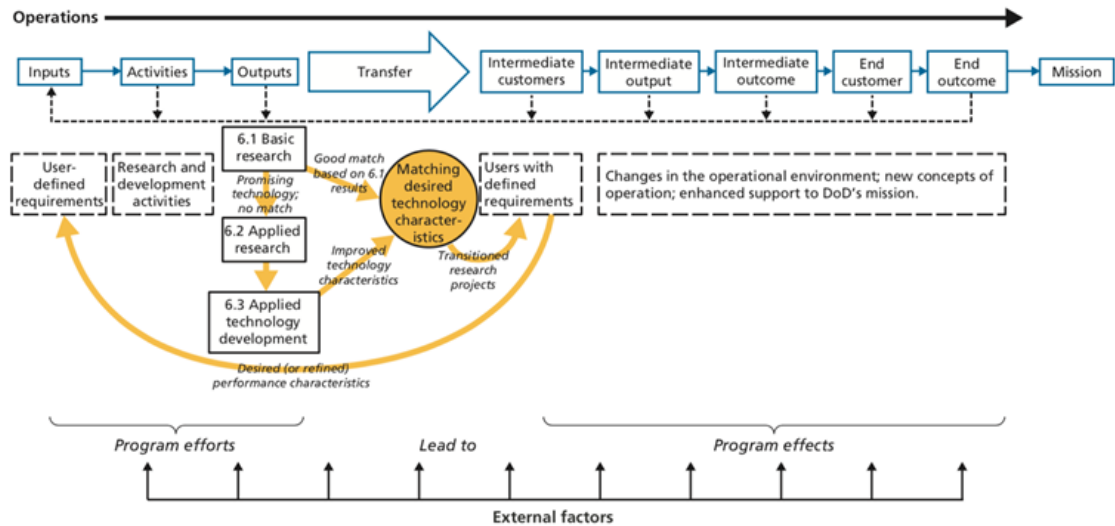 Operations
Inputs
Activities
Outputs
Transfer
Intermediate
customers
Intermediate
output
Intermediate
outcome
End
customer
End
outcome
Mission
User-
defined
requirements
Research and
development
activities
6.1 Basic
research
Good match
based on 6.1
results
Promising
technology;
no match
6.2 Applied
research
Improved
technology
characteristics
6.3 Applied
technology
development
Matching
desired
technology
character-
istics
Users with
defined
requirements
Transitioned
research
projects
Changes in the operational environment; new concepts of
operation; enhanced support to DoD's mission.
Desired (or refined)
performance characteristics
Program efforts
Lead to
Program effects
External factors